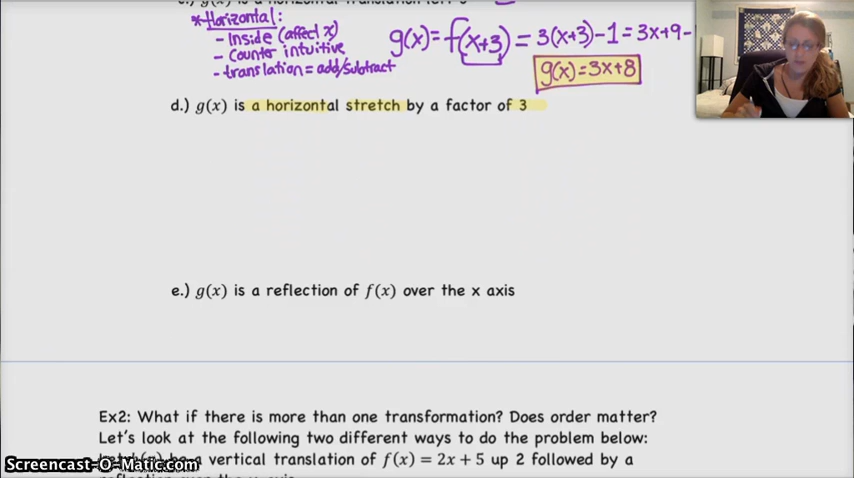 * Horizontal:
- Inside (affect x)
- Counter intuitive
- translation = add/subtract
g(x) = f(x+3) = 3(x+3) - 1 = 3x+9 -
g(x) = 3x+8
d.) g(x) is a horizontal stretch by a factor of 3
e.) g(x) is a reflection of f(x) over the x axis
Ex2: What if there is more than one transformation? Does order matter?
Let's look at the following two different ways to do the problem below:
be a vertical translation of f(x) = 2x + 5 up 2 followed by a
Screencast-O-Matic.com